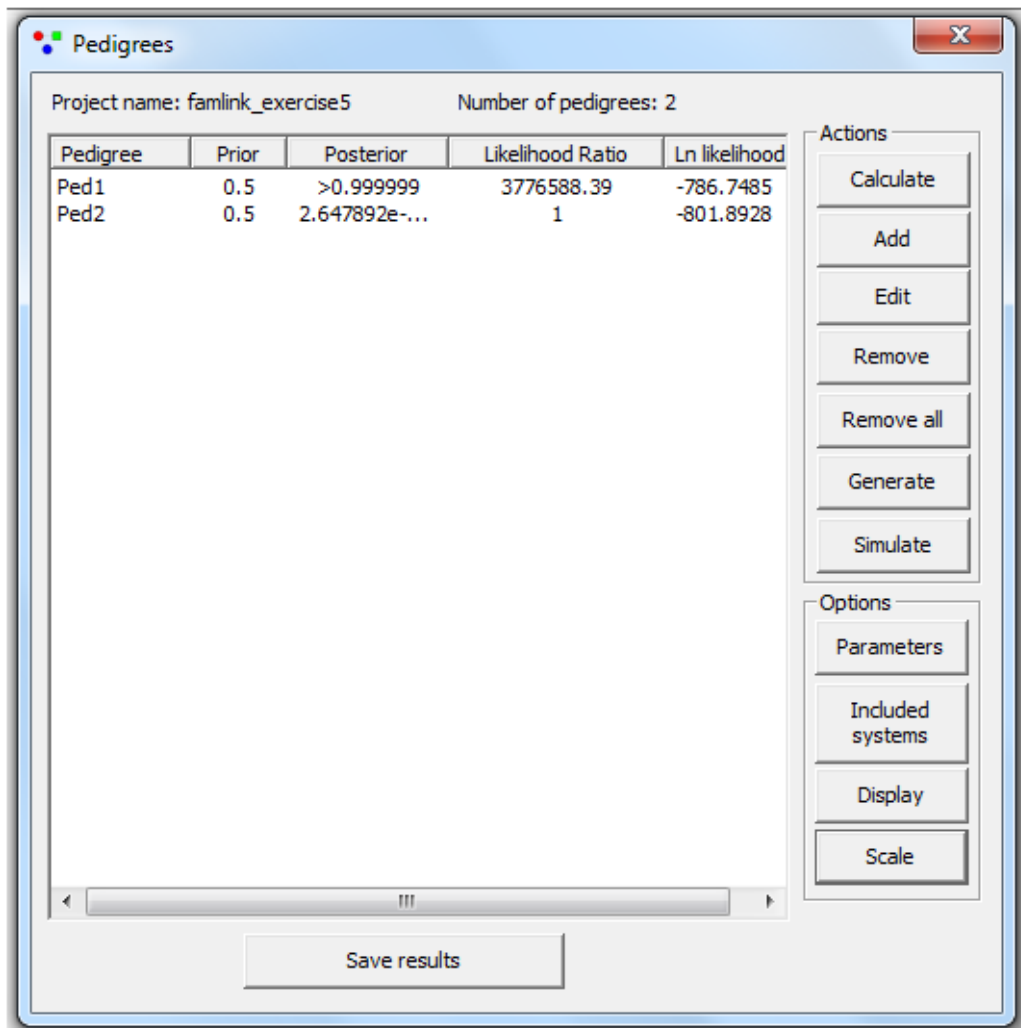 Pedigrees
Project name: famlink_exercise5 Number of pedigrees: 2
Pedigree Prior Posterior Likelihood Ratio Ln likelihood
Ped1 0.5 >0.999999 3776588.39 -786.7485
Ped2 0.5 2.647892e-... 1 -801.8928
Actions
Calculate
Add
Edit
Remove
Remove all
Generate
Simulate
Options
Parameters
Included
systems
Display
Scale
Save results